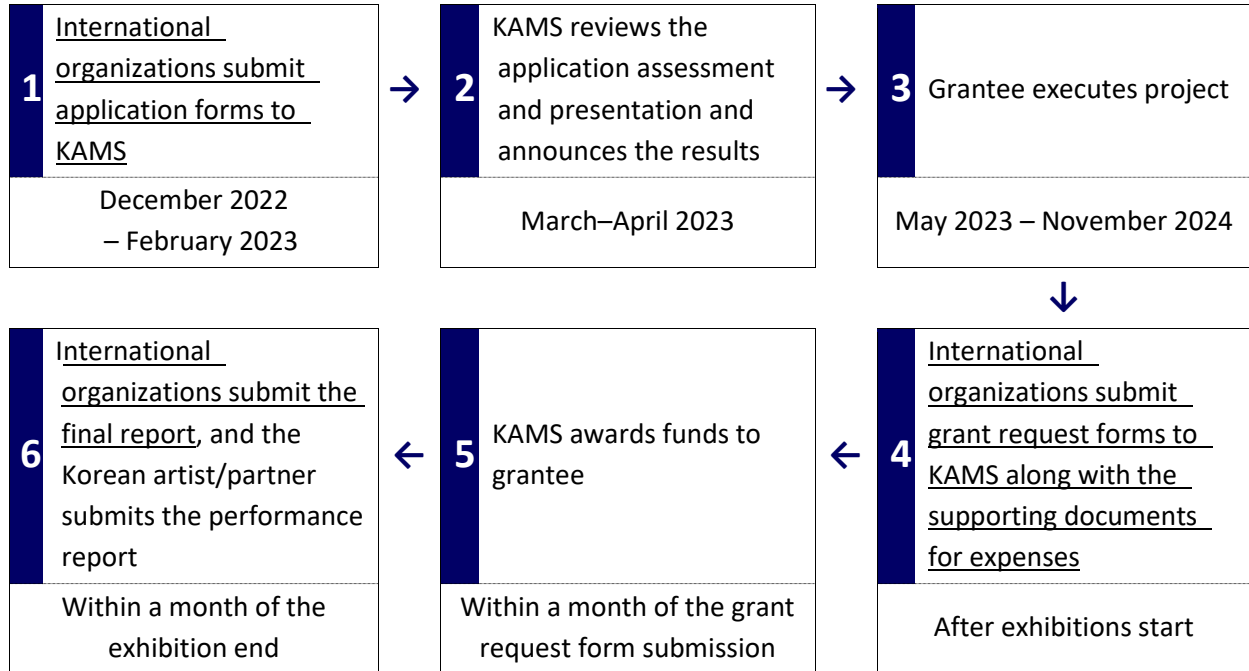 1
International
organizations submit
application forms to
KAMS
December 2022
– February 2023
→
2
KAMS reviews the
application assessment
and presentation and
announces the results
March–April 2023
→
3
Grantee executes project
May 2023 – November 2024
↓
4
International
organizations submit
grant request forms to
KAMS along with the
supporting documents
for expenses
After exhibitions start
←
5
KAMS awards funds to
grantee
Within a month of the grant
request form submission
←
6
International
organizations submit the
final report, and the
Korean artist/partner
submits the performance
report
Within a month of the
exhibition end